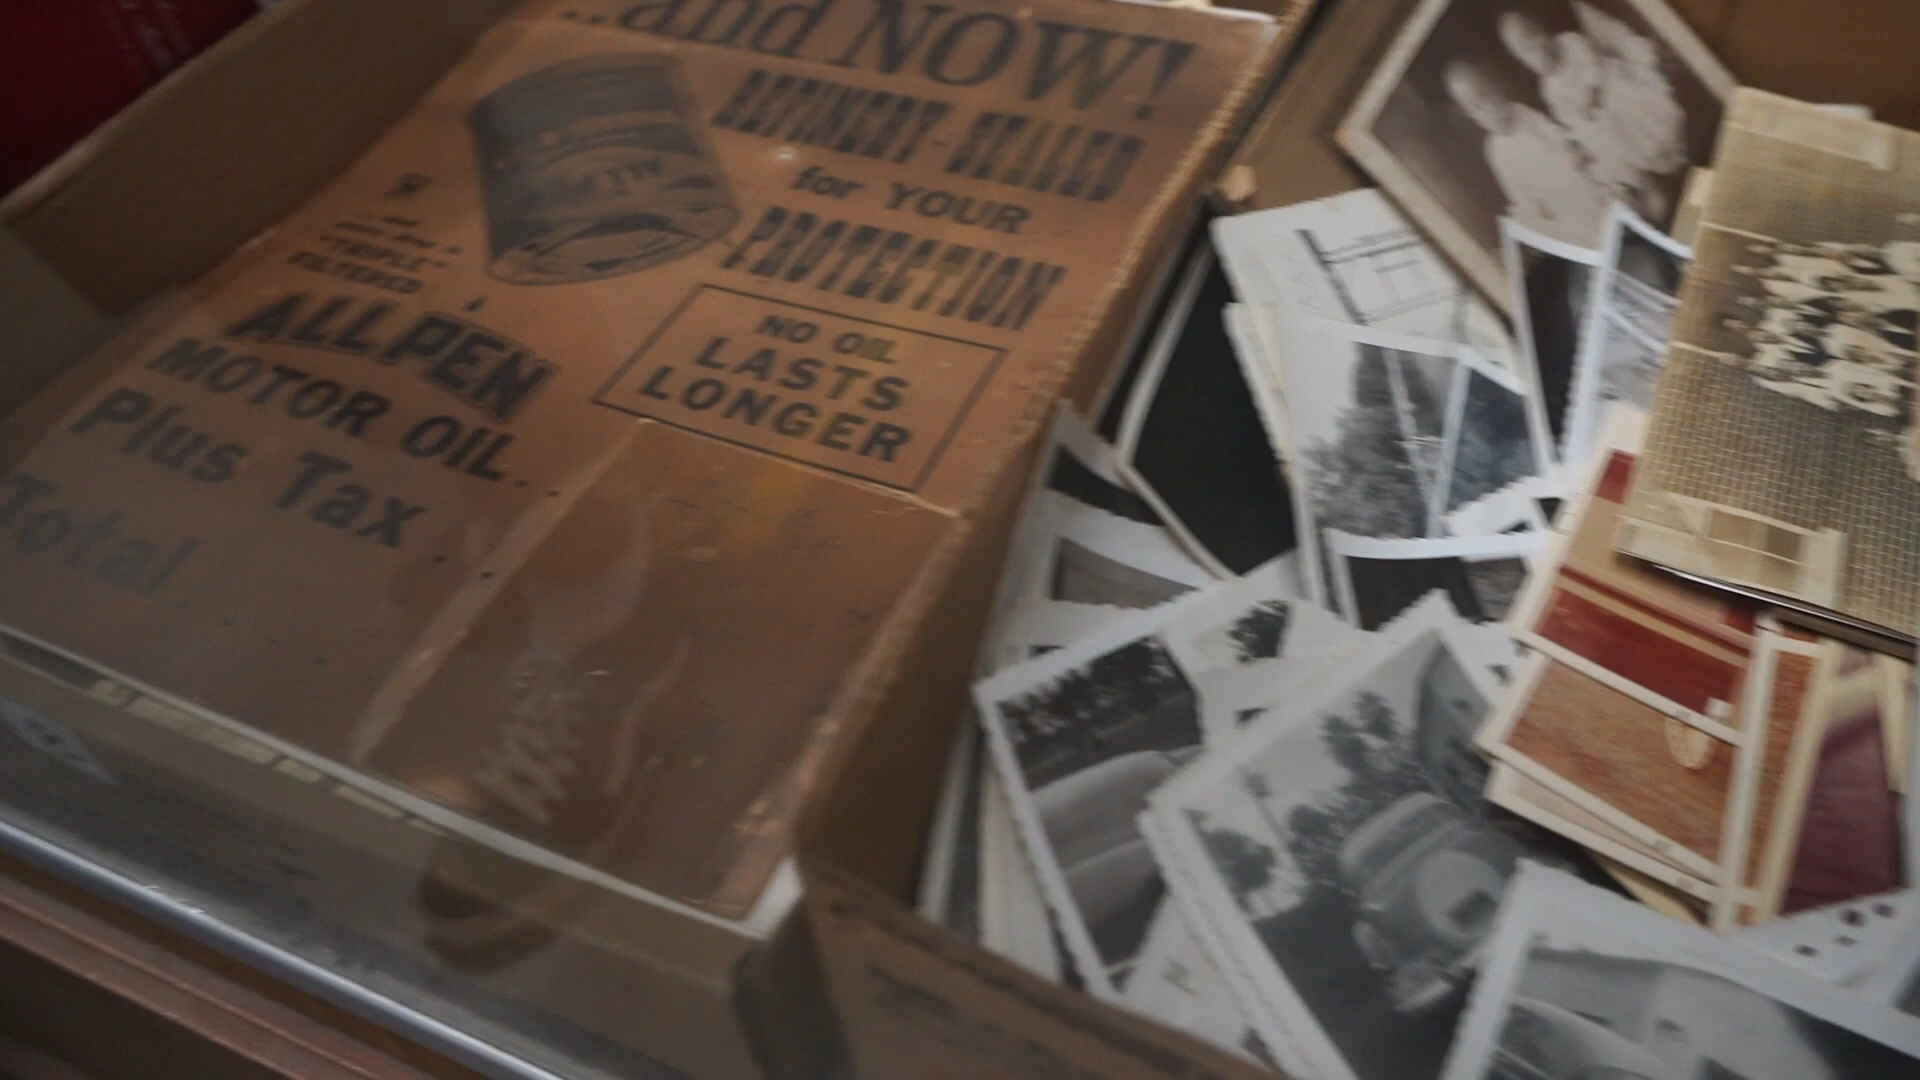 ..and NOW!
REFINERY-SEALED
for YOUR
PROTECTION
"TRIPLE"
FILTERED
ALLPEN
MOTOR OIL..
Plus Tax .
Total.
NO OIL
LASTS
LONGER